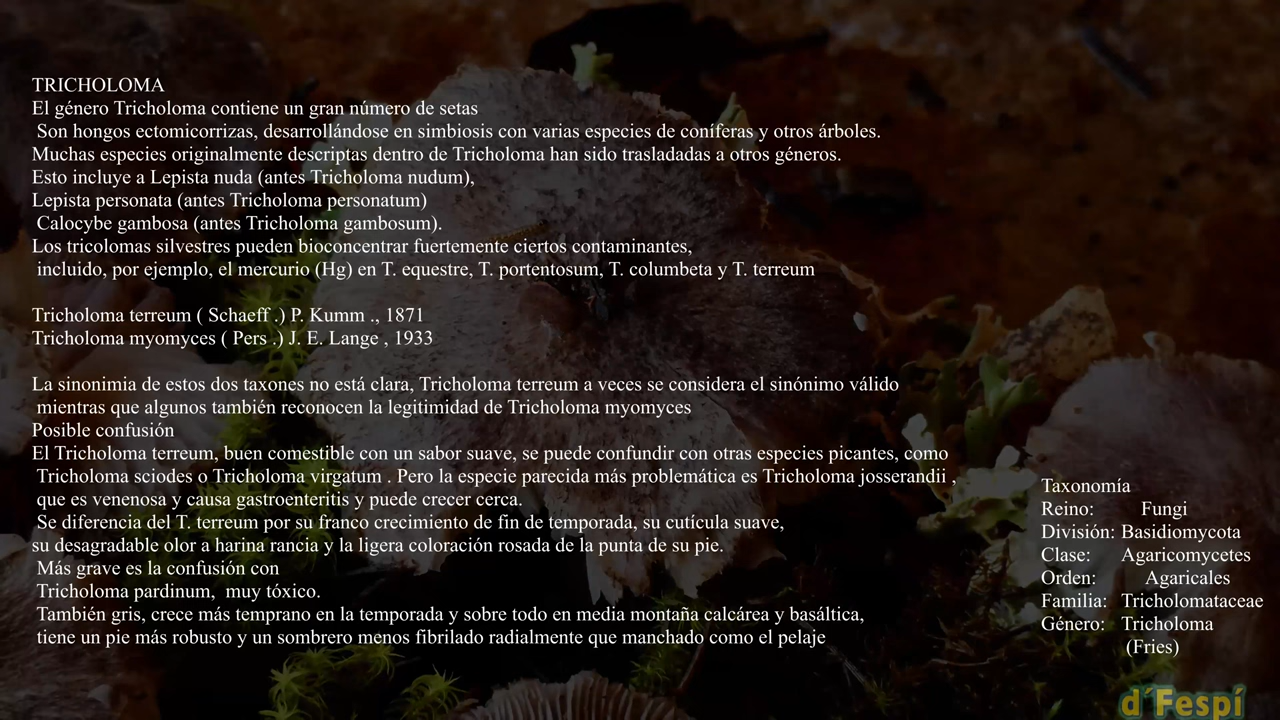 TRICHOLOMA
El género Tricholoma contiene un gran número de setas
Son hongos ectomicorrizas, desarrollándose en simbiosis con varias especies de coníferas y otros árboles.
Muchas especies originalmente descriptas dentro de Tricholoma han sido trasladadas a otros géneros.
Esto incluye a Lepista nuda (antes Tricholoma nudum),
Lepista personata (antes Tricholoma personatum)
Calocybe gambosa (antes Tricholoma gambosum).
Los tricolomas silvestres pueden bioconcentrar fuertemente ciertos contaminantes,
incluido, por ejemplo, el mercurio (Hg) en T. equestre, T. portentosum, T. columbeta y T. terreum
Tricholoma terreum ( Schaeff .) P. Kumm ., 1871
Tricholoma myomyces ( Pers .) J. E. Lange , 1933
La sinonimia de estos dos taxones no está clara, Tricholoma terreum a veces se considera el sinónimo válido
mientras que algunos también reconocen la legitimidad de Tricholoma myomyces
Posible confusión
El Tricholoma terreum, buen comestible con un sabor suave, se puede confundir con otras especies picantes, como
Tricholoma sciodes o Tricholoma virgatum . Pero la especie parecida más problemática es Tricholoma josserandii ,
que es venenosa y causa gastroenteritis y puede crecer cerca.
Se diferencia del T. terreum por su franco crecimiento de fin de temporada, su cutícula suave,
su desagradable olor a harina rancia y la ligera coloración rosada de la punta de su pie.
Más grave es la confusión con
Tricholoma pardinum, muy tóxico.
También gris, crece más temprano en la temporada y sobre todo en media montaña calcárea y basáltica,
tiene un pie más robusto y un sombrero menos fibrilado radialmente que manchado como el pelaje
Taxonomía
Reino: Fungi
División: Basidiomycota
Clase: Agaricomycetes
Orden: Agaricales
Familia: Tricholomataceae
Género: Tricholoma
(Fries)
d´Fespí